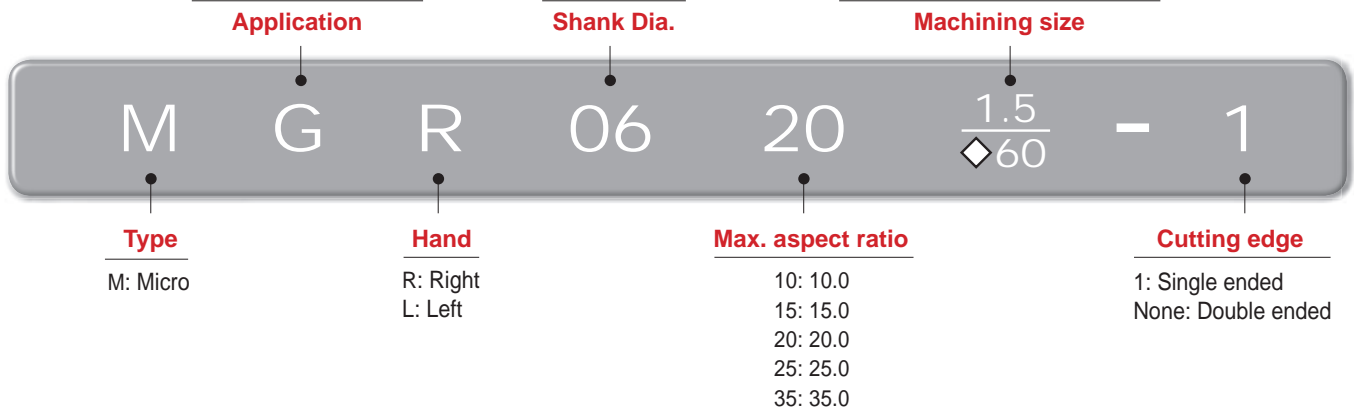 Application Shank Dia. Machining size
M G R 06 20 1.5 - 1
◇60
Type Hand Max. aspect ratio Cutting edge
M: Micro R: Right 10: 10.0 1: Single ended
L: Left 15: 15.0 None: Double ended
20: 20.0
25: 25.0
35: 35.0